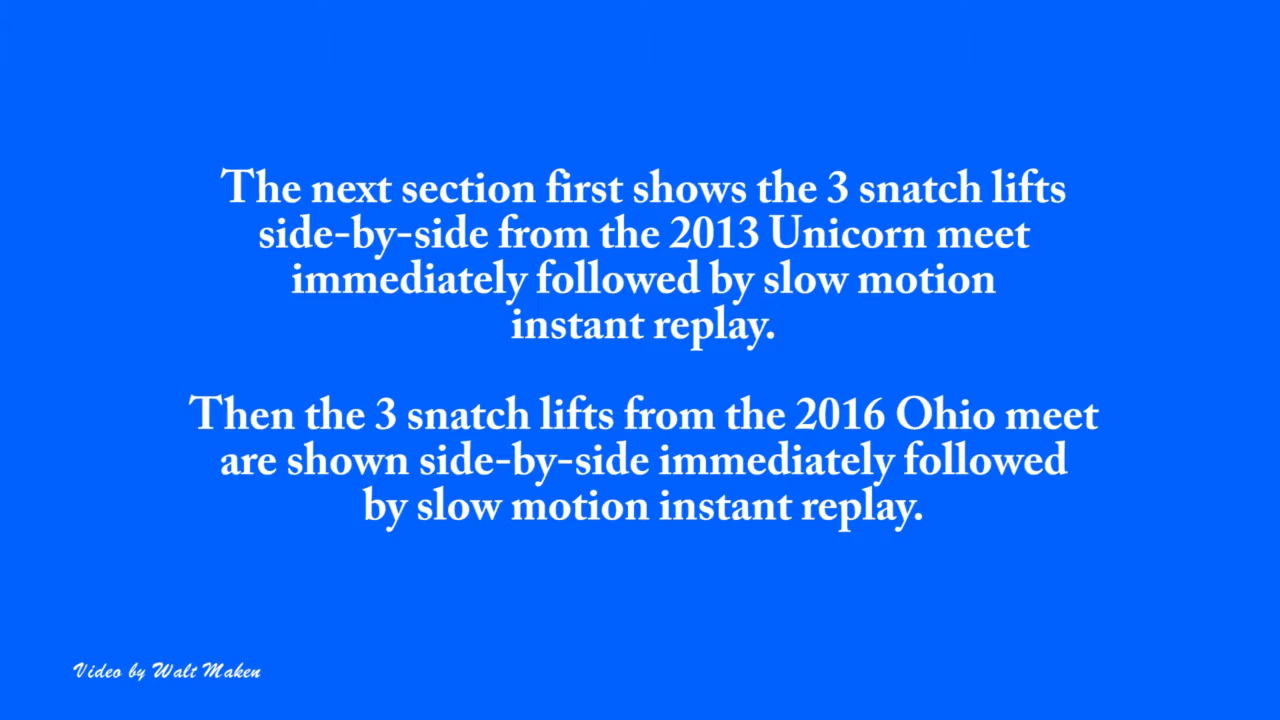 The next section first shows the 3 snatch lifts
side-by-side from the 2013 Unicorn meet
immediately followed by slow motion
instant replay.
Then the 3 snatch lifts from the 2016 Ohio meet
are shown side-by-side immediately followed
by slow motion instant replay.
Video by Walt Maken